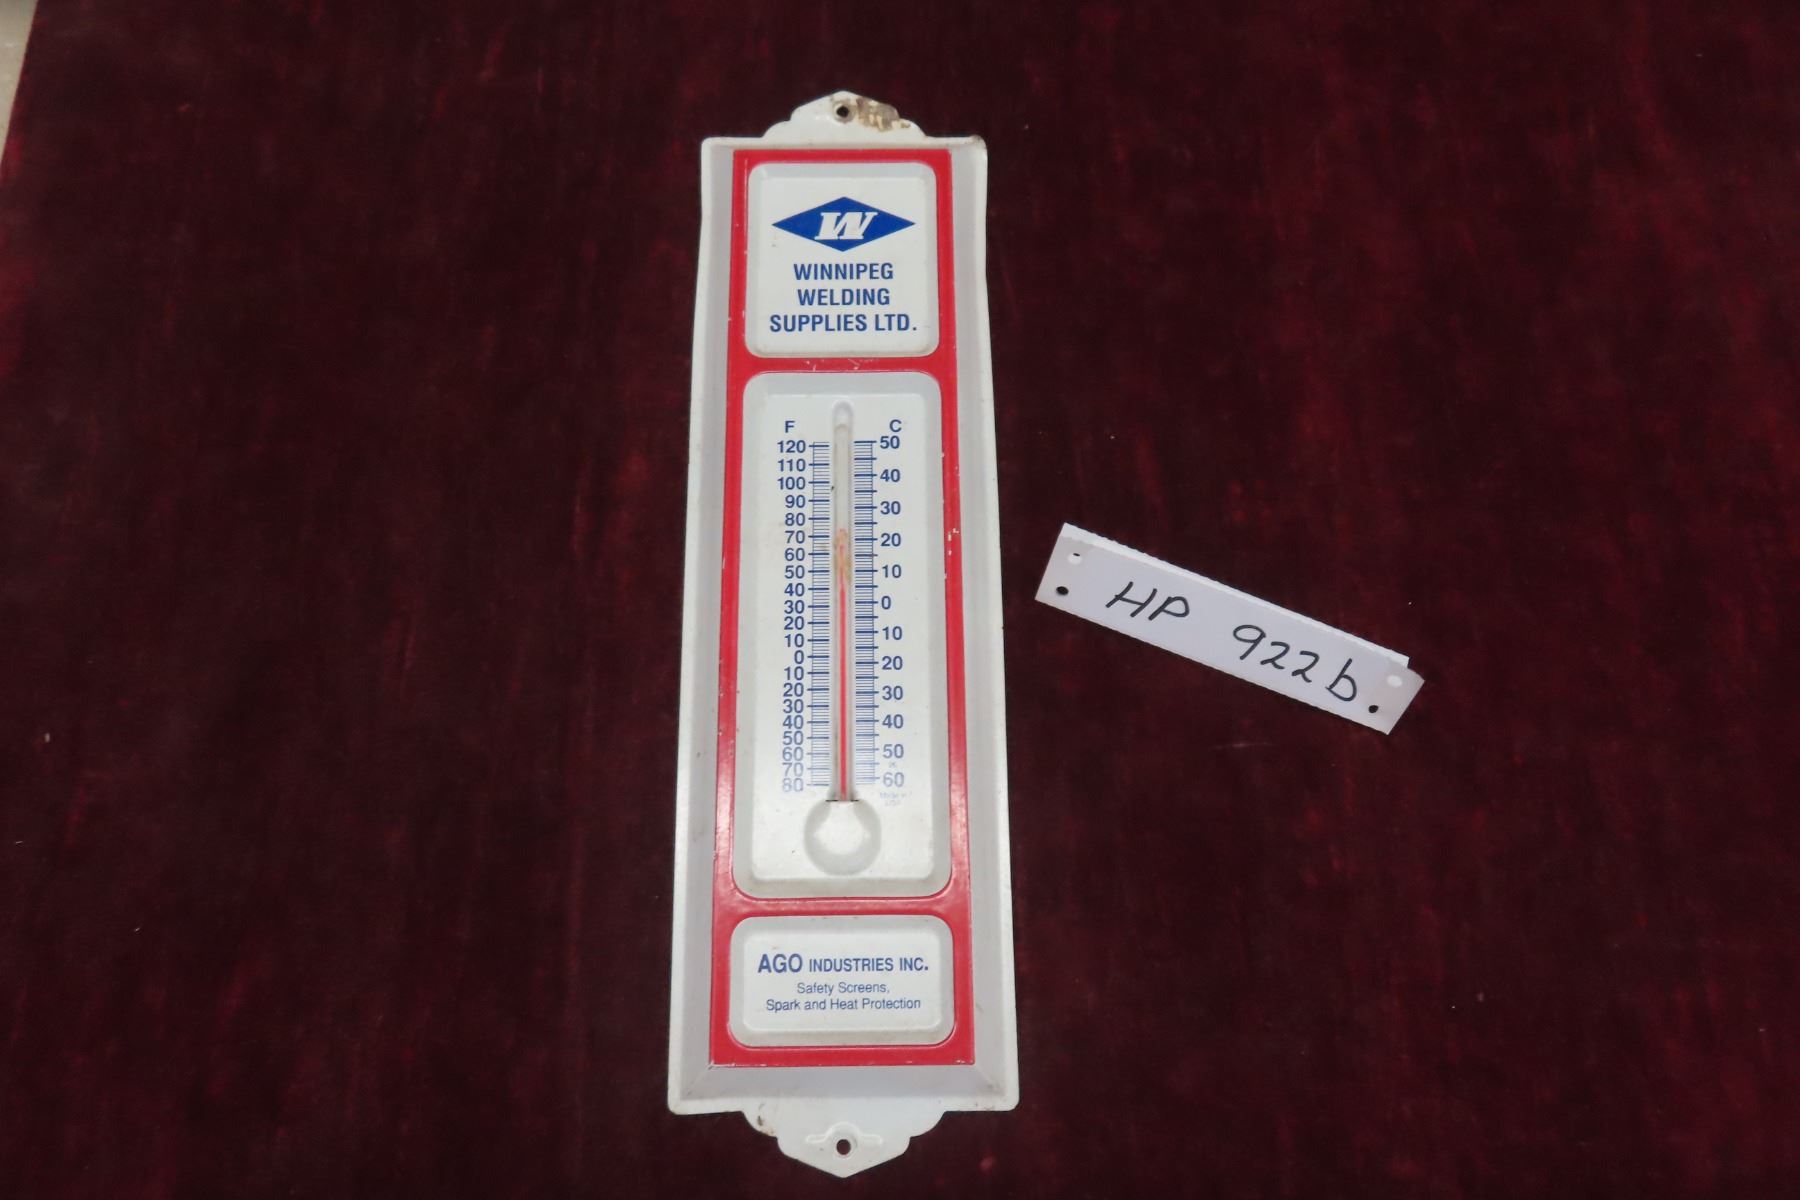 W
WINNIPEG
WELDING
SUPPLIES LTD.
F C
120 50
110
100 40
90
80 30
70 20
60
50 10
40
30 0
20
10 10
0 20
10
20 30
30
40 40
50
60 50
70
80 60
AGO INDUSTRIES INC.
Safety Screens,
Spark and Heat Protection
HP 922b